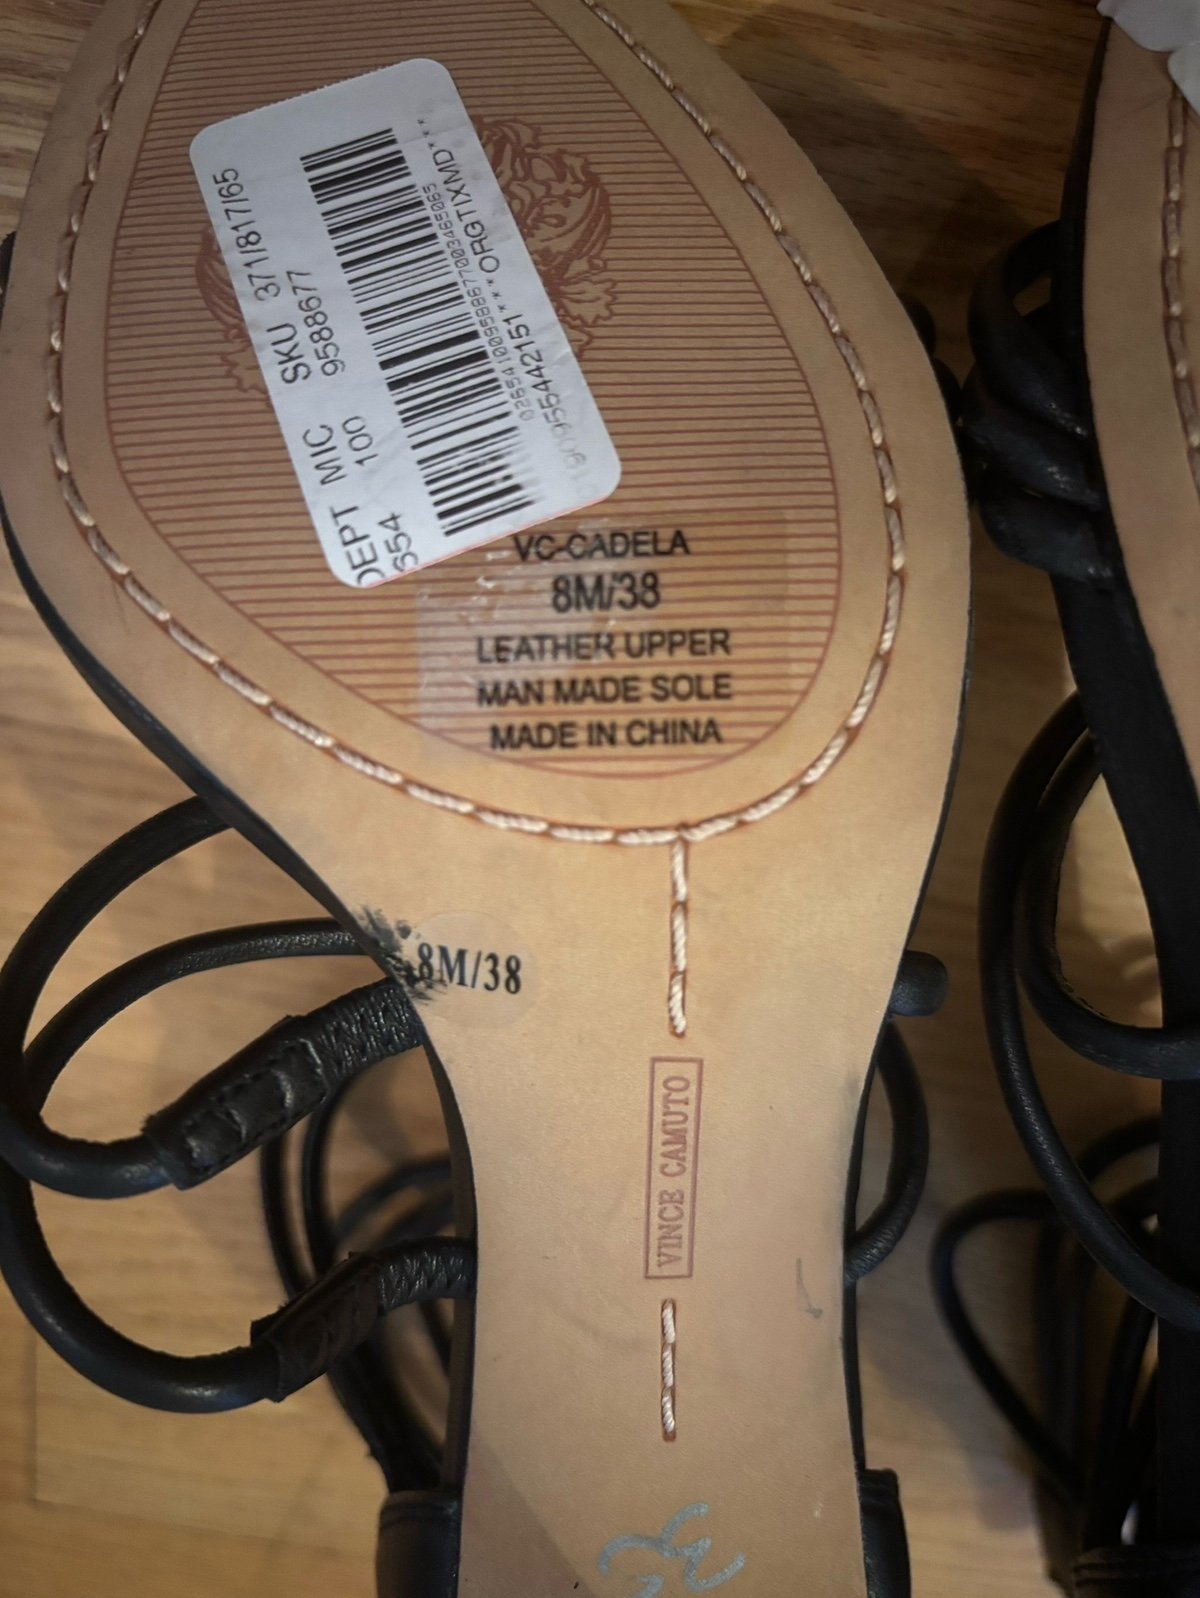 DEPT MIC SKU 371/817/65
654 100 9588677
VC-CADELA
8M/38
LEATHER UPPER
MAN MADE SOLE
MADE IN CHINA
8M/38
VINCE CAMUTO